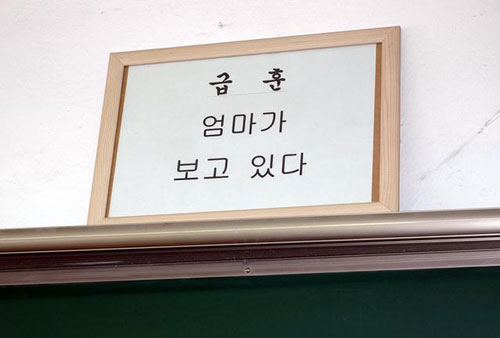 급 훈
엄마가
보고 있다